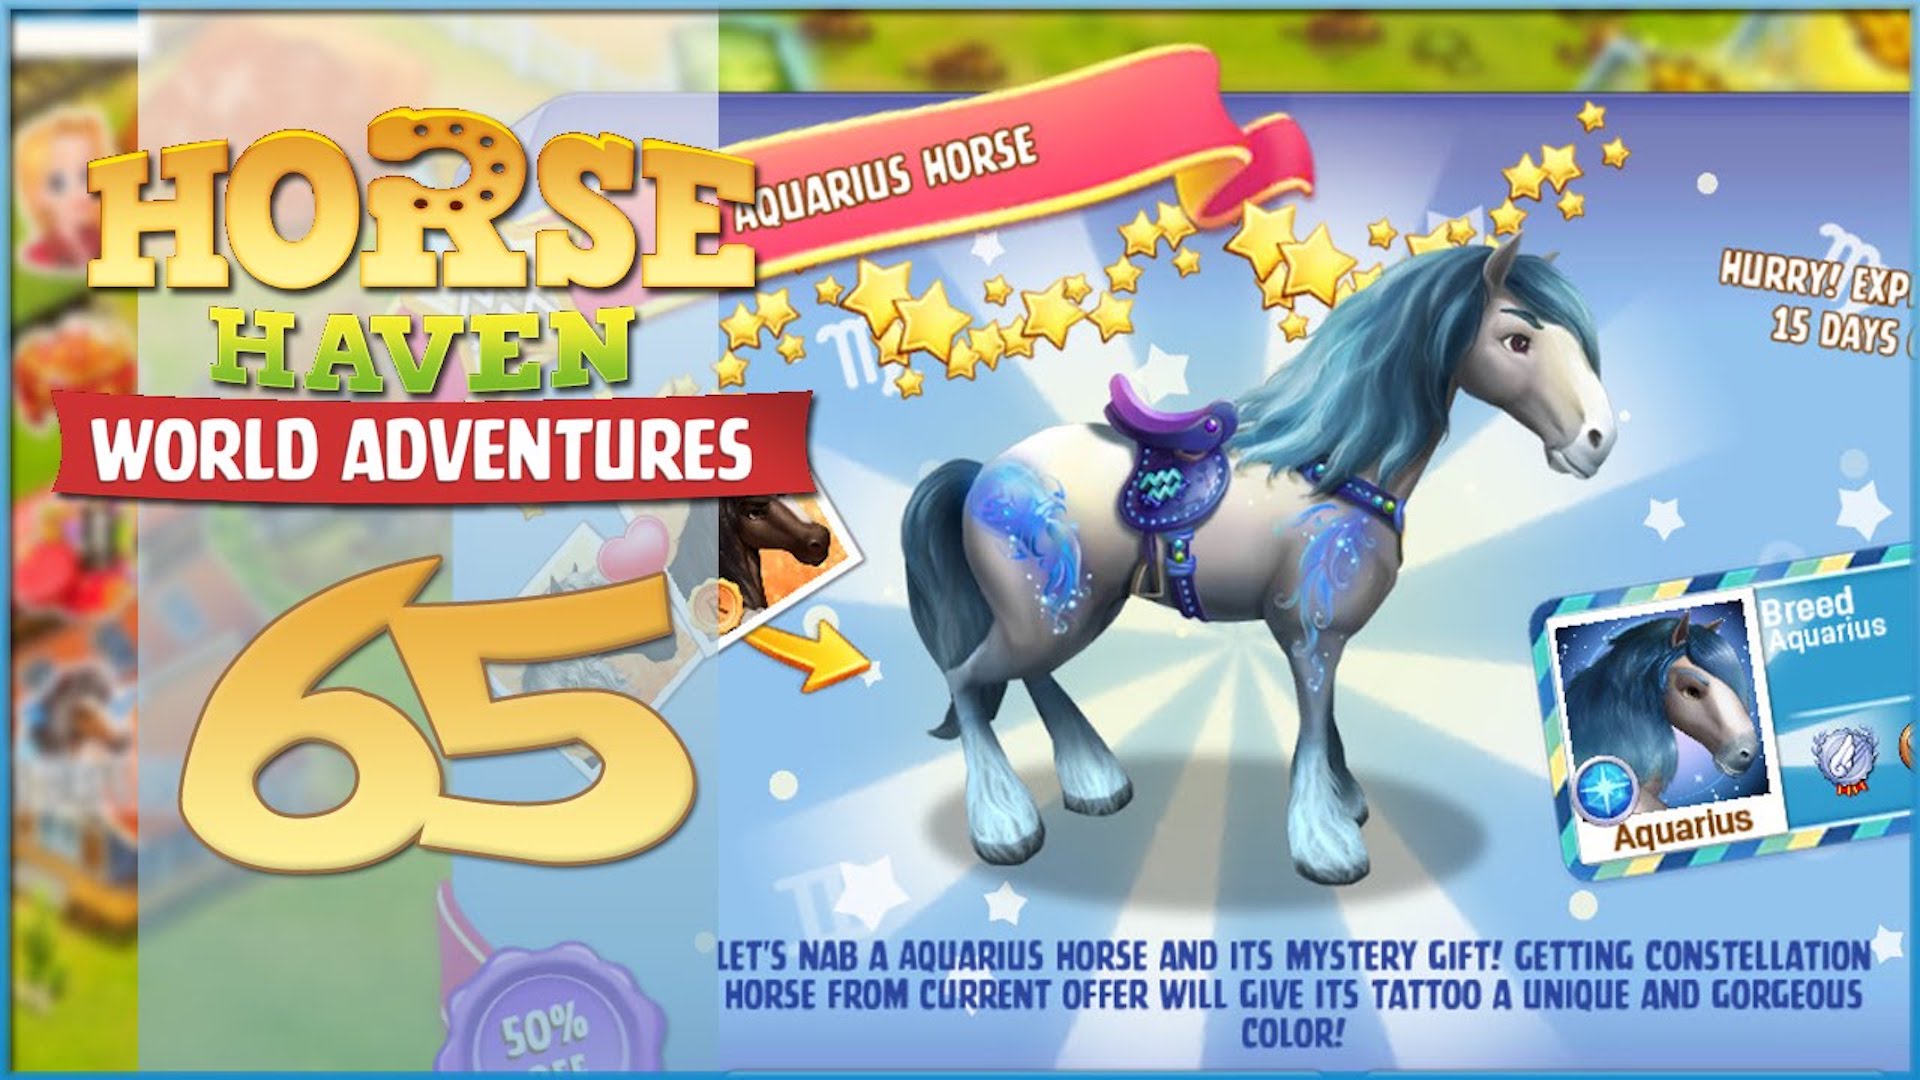 HORSE
HAVEN
WORLD ADVENTURES
65
AQUARIUS HORSE
HURRY! EXP
15 DAYS
Breed
Aquarius
Aquarius
LET'S NAB A AQUARIUS HORSE AND ITS MYSTERY GIFT! GETTING CONSTELLATION
HORSE FROM CURRENT OFFER WILL GIVE ITS TATTOO A UNIQUE AND GORGEOUS
COLOR!
50%